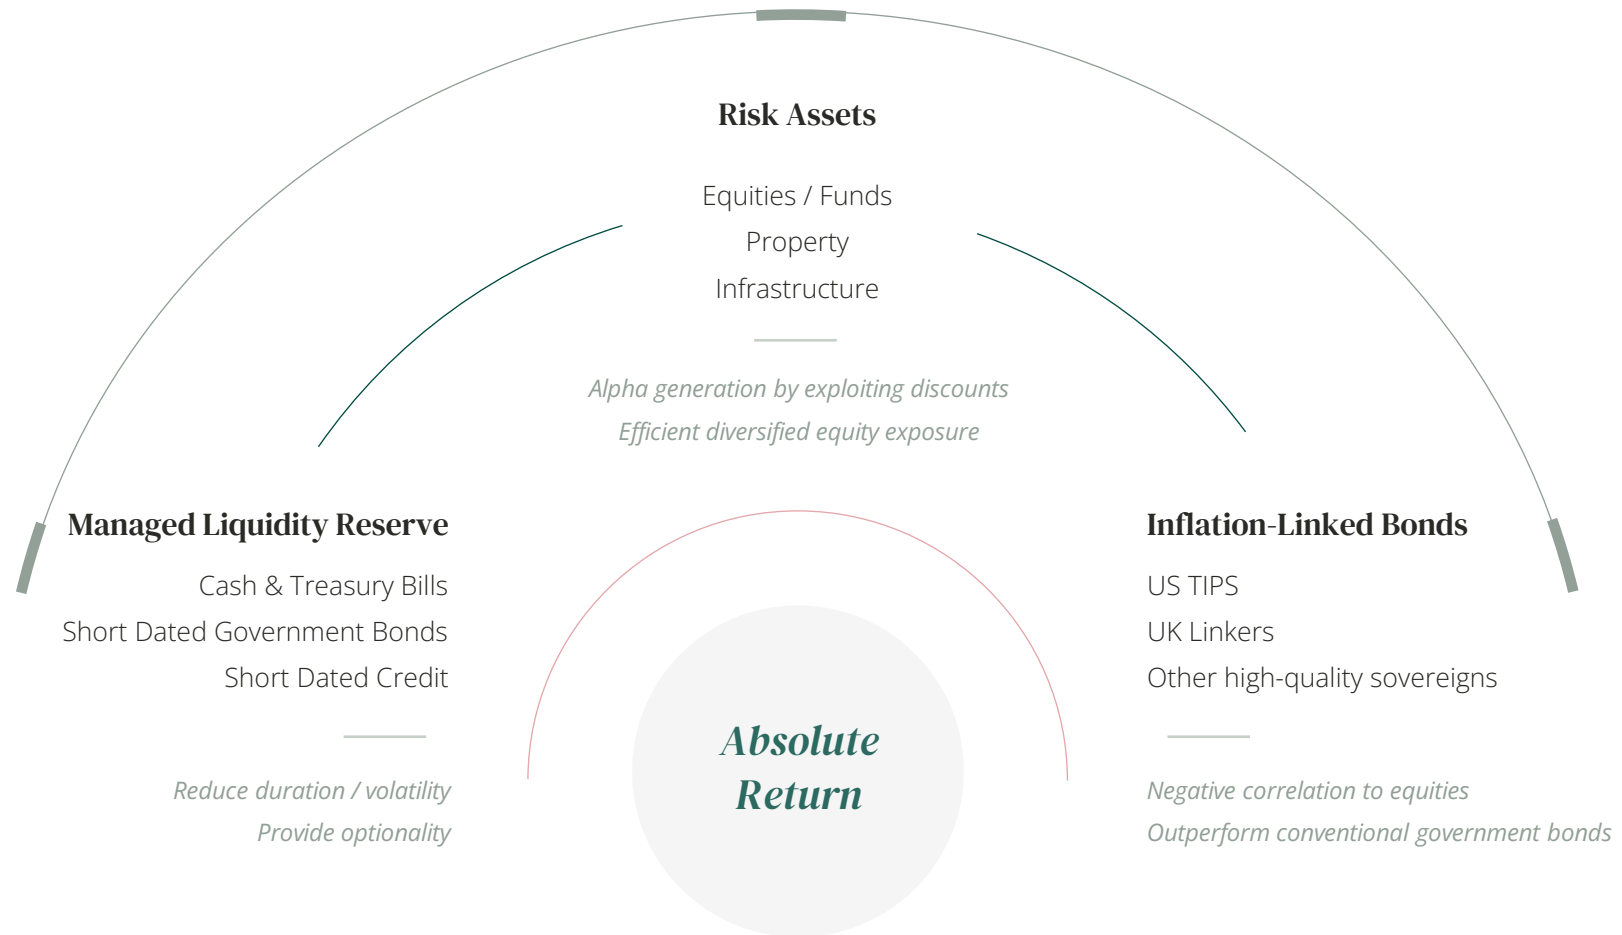 Risk Assets
Equities / Funds
Property
Infrastructure
Alpha generation by exploiting discounts
Efficient diversified equity exposure
Managed Liquidity Reserve
Cash & Treasury Bills
Short Dated Government Bonds
Short Dated Credit
Reduce duration / volatility
Provide optionality
Absolute
Return
Inflation-Linked Bonds
US TIPS
UK Linkers
Other high-quality sovereigns
Negative correlation to equities
Outperform conventional government bonds